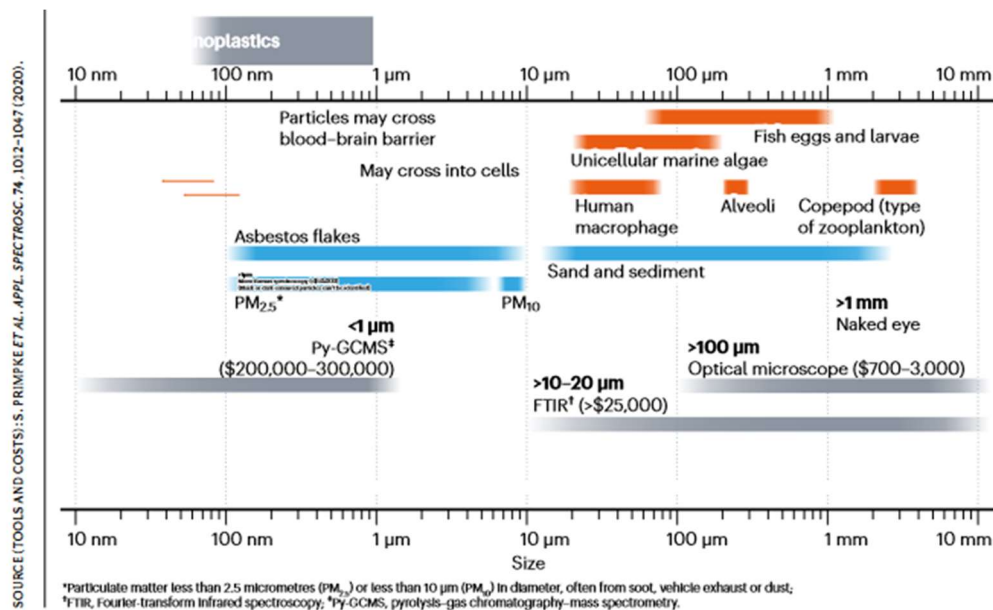 noplastics
10 nm 100 nm 1 µm 10 µm 100 µm 1 mm 10 mm
Particles may cross
blood–brain barrier
Fish eggs and larvae
Unicellular marine algae
May cross into cells
Human
macrophage
Alveoli
Copepod (type
of zooplankton)
Asbestos flakes
Sand and sediment
PM2.5*
PM10
>1 mm
Naked eye
<1 µm
Py-GCMS‡
($200,000–300,000)
>100 µm
Optical microscope ($700–3,000)
>10–20 µm
FTIR† (>$25,000)
10 nm 100 nm 1 µm 10 µm 100 µm 1 mm 10 mm
Size
*Particulate matter less than 2.5 micrometres (PM2.5) or less than 10 µm (PM10) in diameter, often from soot, vehicle exhaust or dust;
†FTIR, Fourier-transform infrared spectroscopy; ‡Py-GCMS, pyrolysis–gas chromatography–mass spectrometry.
SOURCE (TOOLS AND COSTS): S. PRIMPKE ET AL. APPL. SPECTROSC. 74, 1012–1047 (2020).